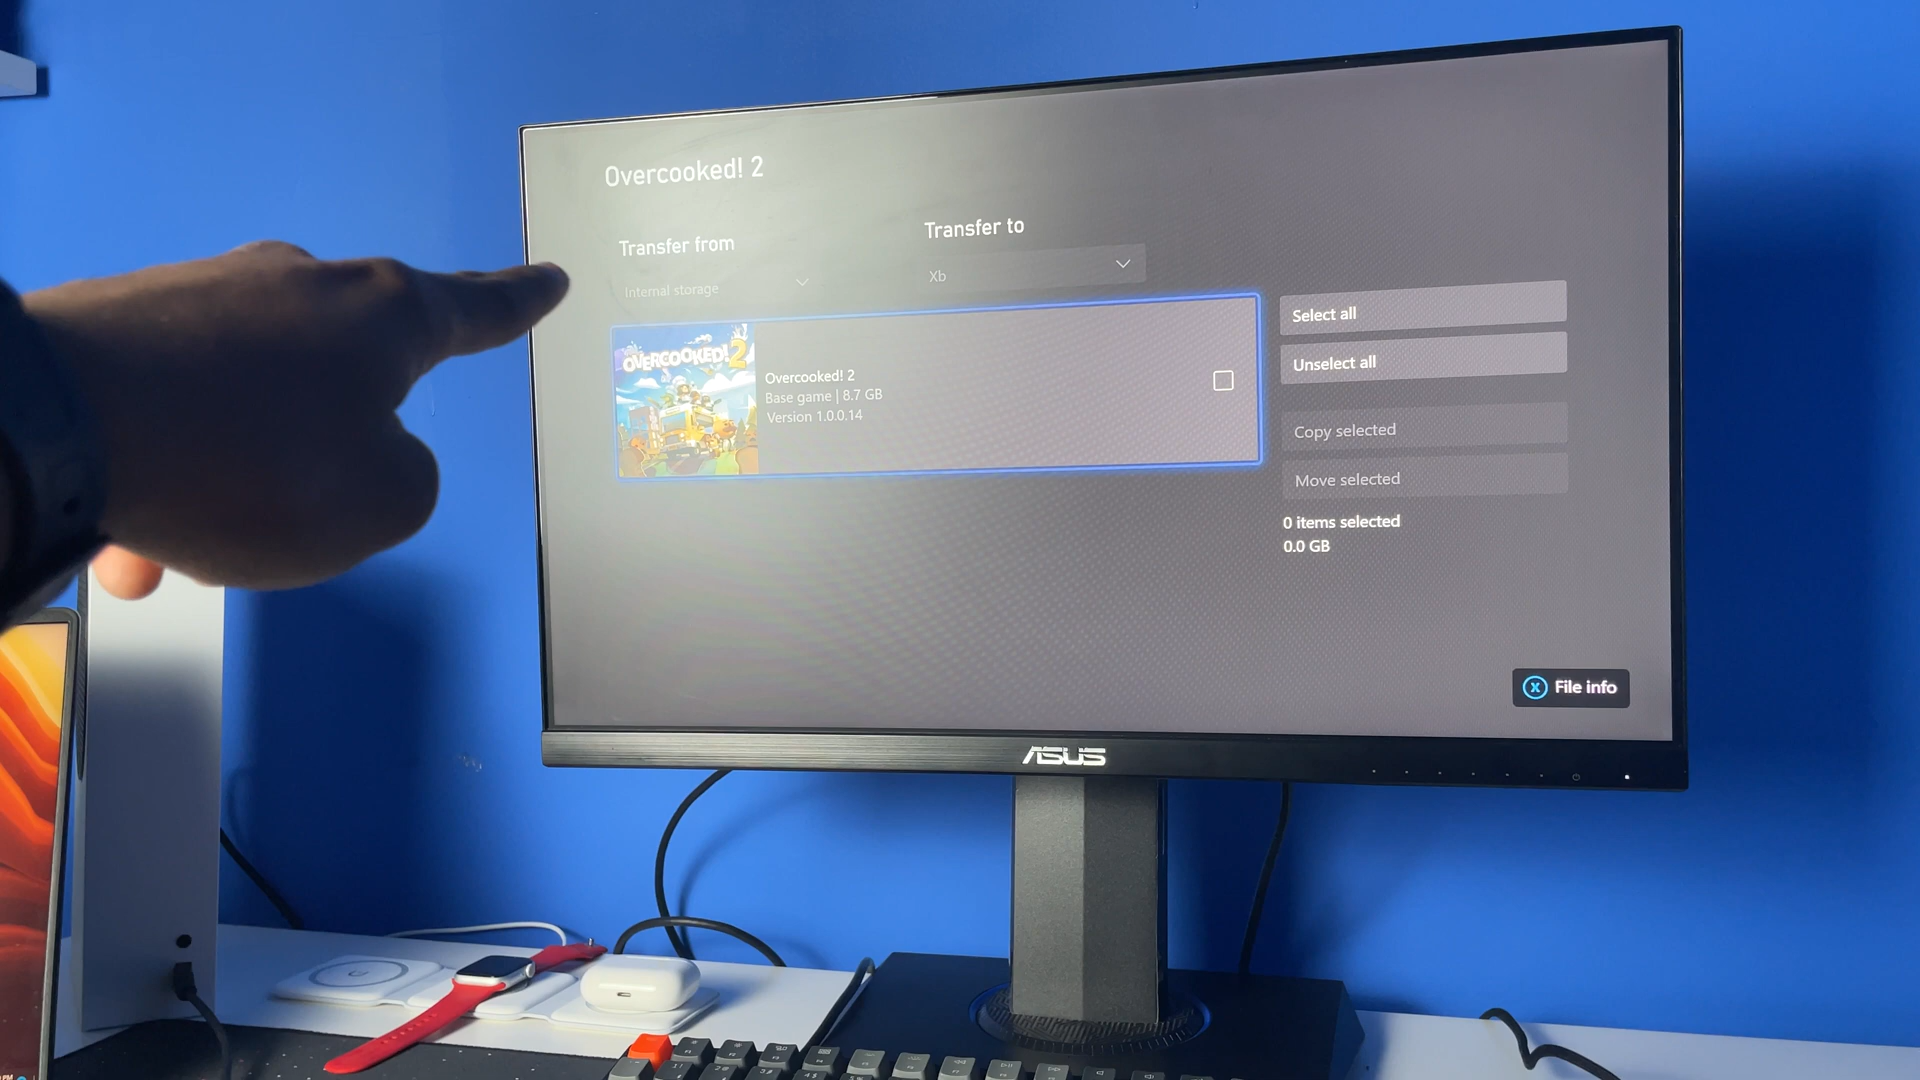 Overcooked! 2
Transfer from
Transfer to
Internal storage
Xb
OVERCOOKED! 2
Overcooked! 2
Base game | 8.7 GB
Version 1.0.0.14
Select all
Unselect all
Copy selected
Move selected
0 items selected
0.0 GB
X File info
ASUS